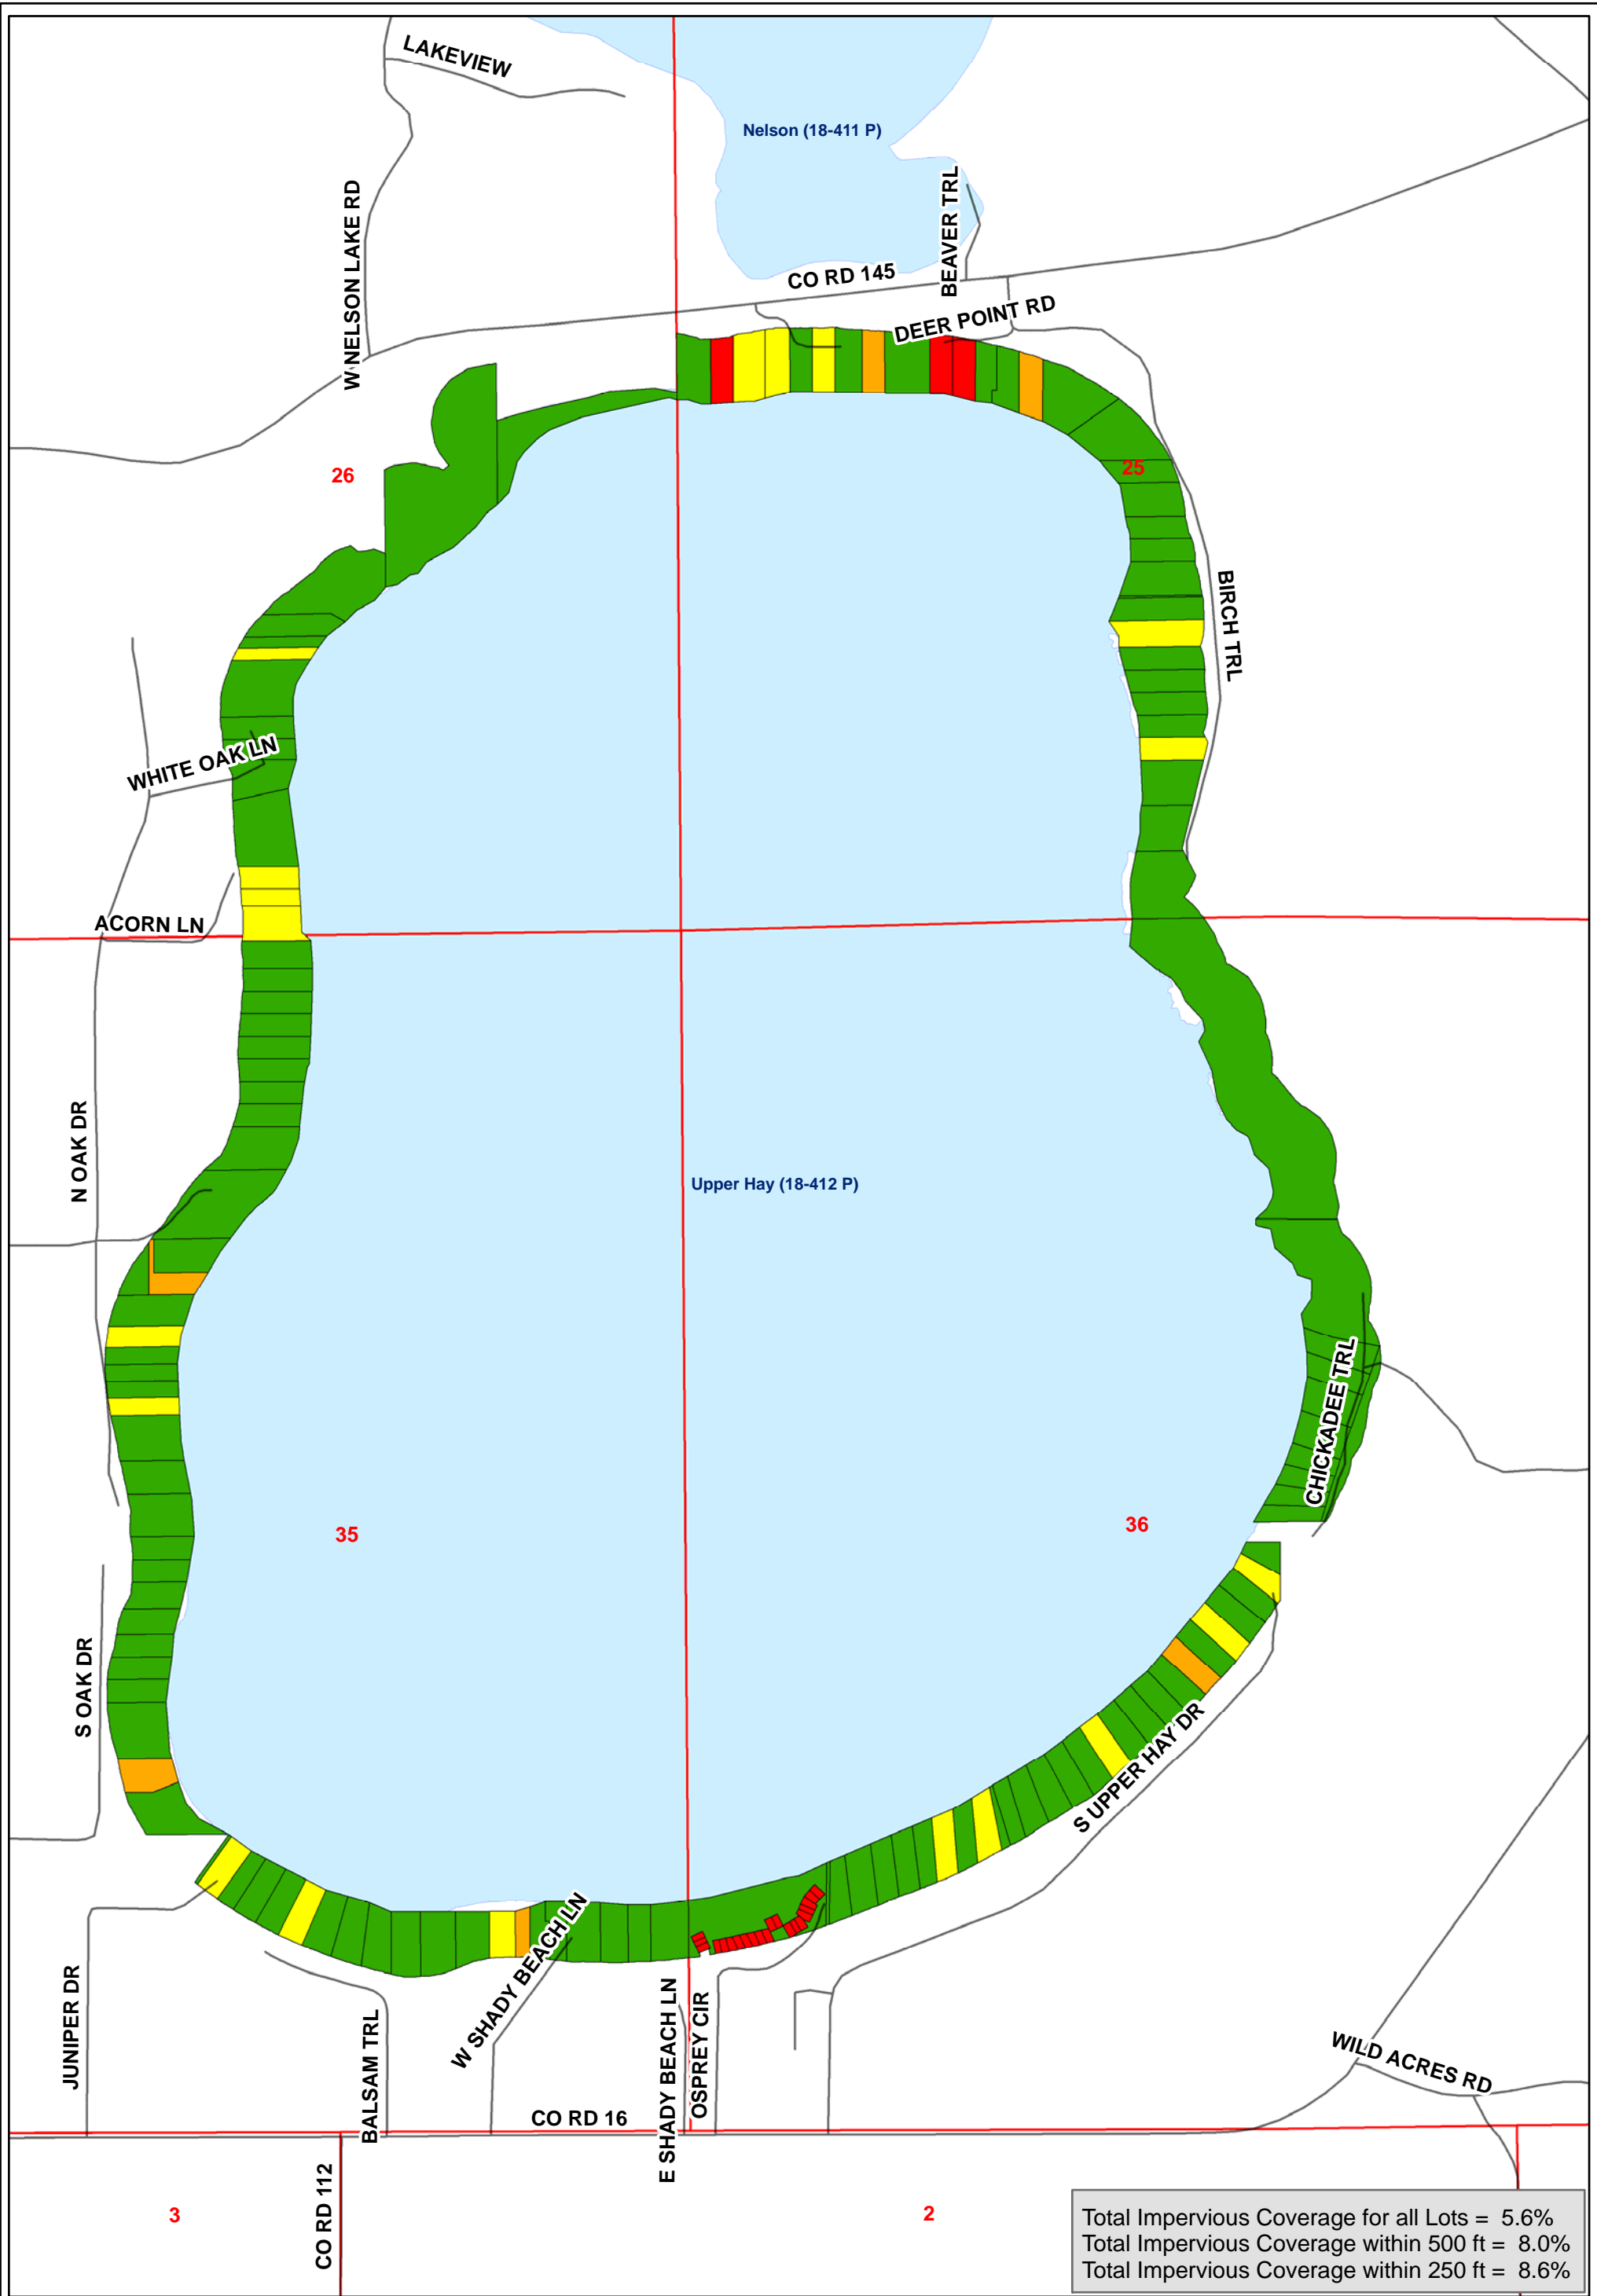 LAKEVIEW
Nelson (18-411 P)
W NELSON LAKE RD
BEAVER TRL
CO RD 145
DEER POINT RD
26
25
BIRCH TRL
WHITE OAK LN
ACORN LN
N OAK DR
Upper Hay (18-412 P)
CHICKADEE TRL
35
36
S OAK DR
S UPPER HAY DR
JUNIPER DR
BALSAM TRL
W SHADY BEACH LN
E SHADY BEACH LN
OSPREY CIR
WILD ACRES RD
CO RD 16
CO RD 112
3
2
Total Impervious Coverage for all Lots = 5.6%
Total Impervious Coverage within 500 ft = 8.0%
Total Impervious Coverage within 250 ft = 8.6%